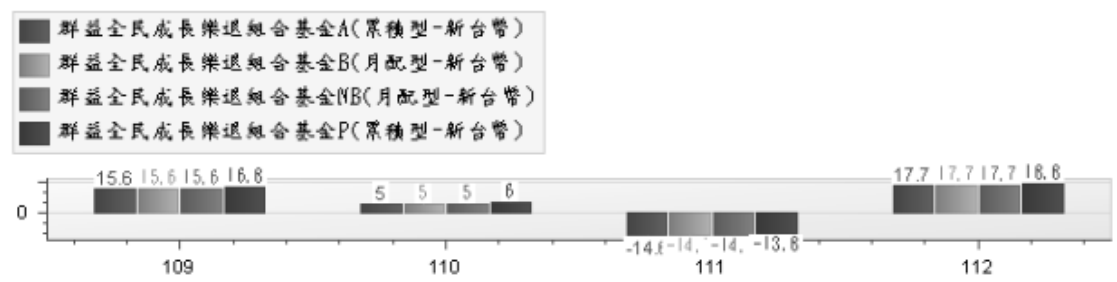 群益全民成長樂退組合基金A(累積型-新台幣)
群益全民成長樂退組合基金B(月配型-新台幣)
群益全民成長樂退組合基金NB(月配型-新台幣)
群益全民成長樂退組合基金P(累積型-新台幣)
15.6 15.6 15.6 16.6 5 5 5 6 17.7 17.7 17.7 18.6
0
-14. -14. -13.6
109 110 111 112